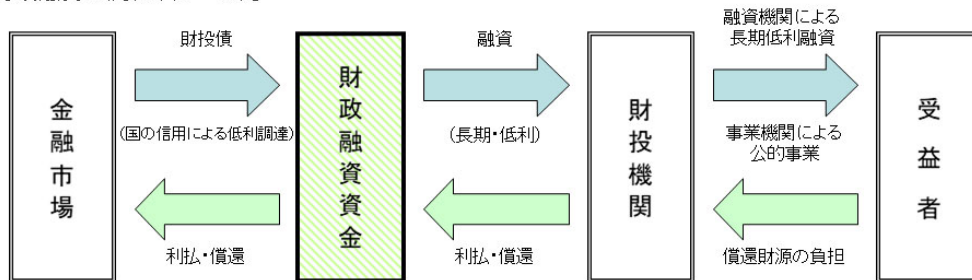 金融市場
財投債
(国の信用による低利調達)
利払・償還
財政融資資金
融資
(長期・低利)
利払・償還
財投機関
融資機関による
長期低利融資
事業機関による
公的事業
償還財源の負担
受益者